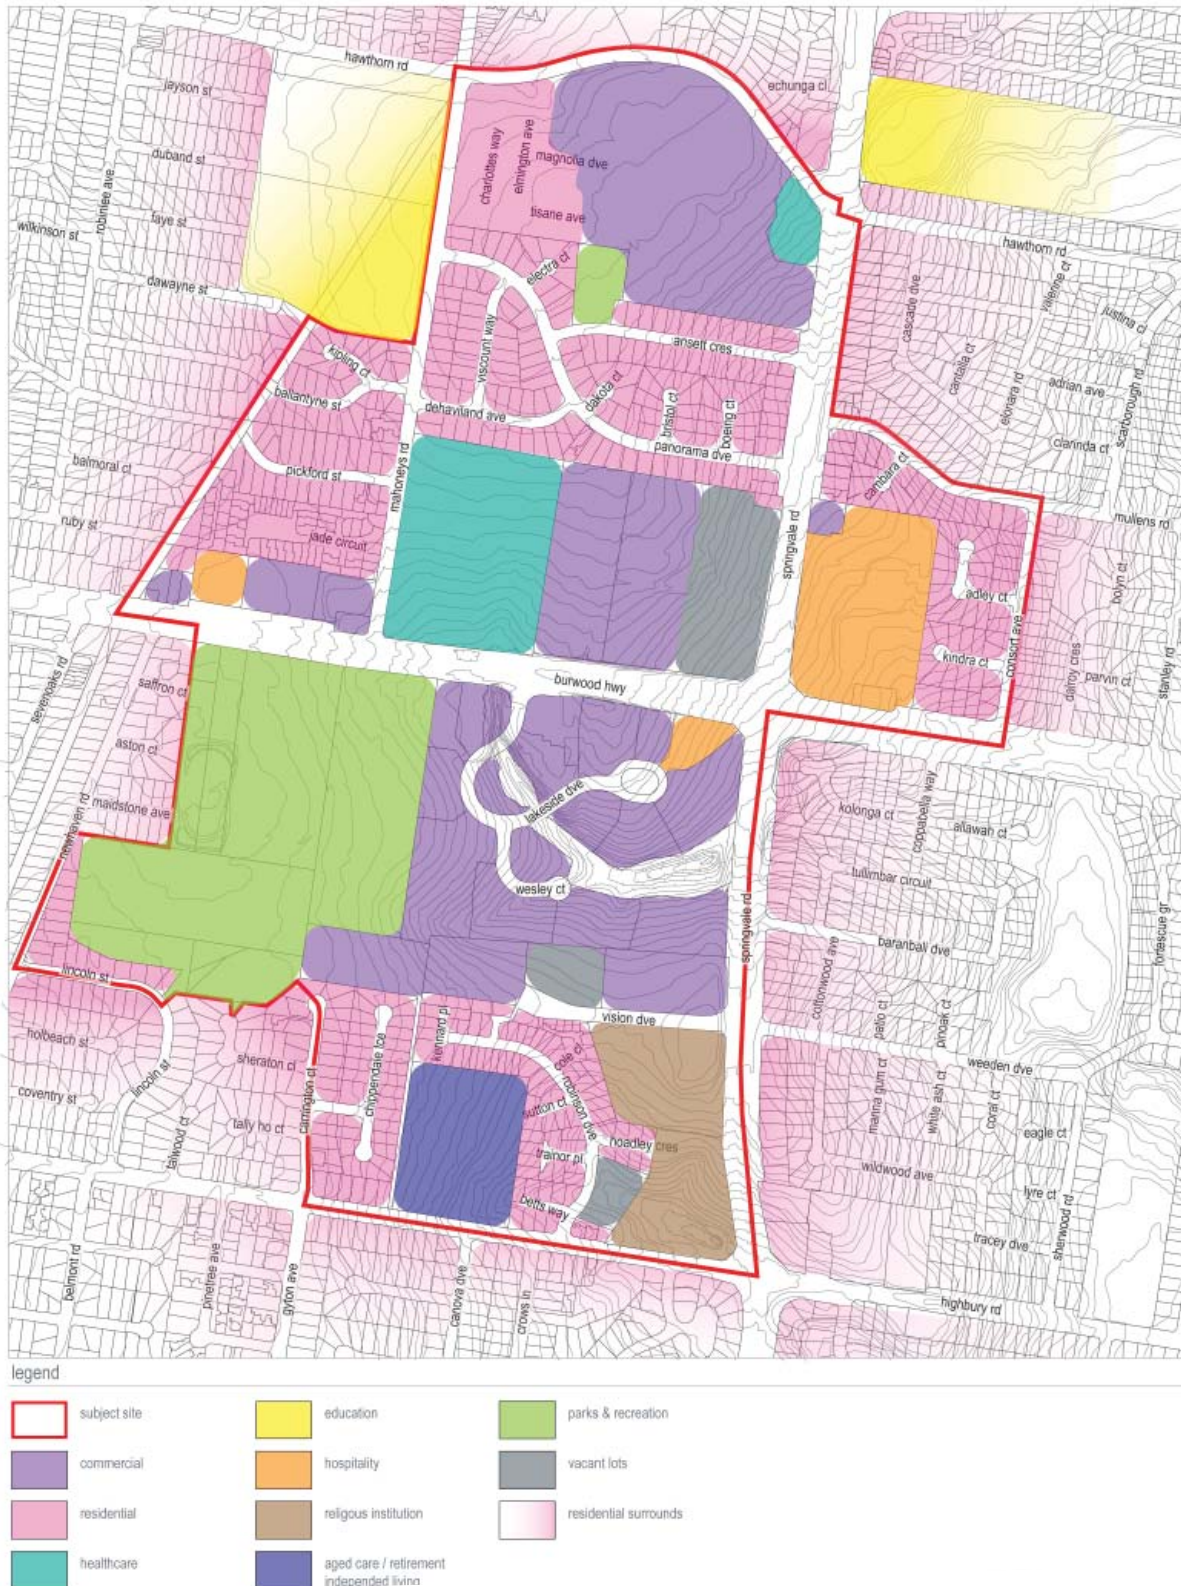 hawthorn rd
jayson st
echunga cl
charlottes way
elmington ave
magnolia dve
duband st
robinlee ave
tisane ave
faye st
wilkinson st
hawthorn rd
electra ct
dawayne st
cascade dve
valerine ct
justina cl
viscount way
ansett cres
kipling ct
cantalla ct
adrian ave
elonara rd
scarborough rd
ballantyne st
dakota ct
dehaviland ave
bristol ct
boeing ct
clarinda ct
panorama dve
balmoral ct
pickford st
mahoneys rd
cambara ct
mullens rd
ruby st
jade circuit
springvale rd
bolyn ct
adley ct
consort ave
kindra ct
dalroy cres
parvin ct
stanley rd
sevenoaks rd
saffron ct
burwood hwy
aston ct
maidstone ave
newhaven rd
lakeside dve
kolonga ct
coppabella way
allawah ct
wesley ct
tullimbar circuit
springvale rd
baranbali dve
fortescue gr
lincoln st
cottonwood ave
vision dve
patio ct
pinoak ct
holbeach st
kennard pl
cole cl
sheraton cl
lincoln st
carrington ct
chippendale tce
weeden dve
coventry st
robinson dve
sutton ct
manna gum ct
white ash ct
coral ct
eagle ct
tally ho ct
talwood ct
hoadley cres
trainor pl
wildwood ave
lyre ct
betts way
sherwood rd
tracey dve
belmont rd
pinetree ave
gyton ave
canova dve
crows ln
highbury rd
legend
subject site
education
parks & recreation
commercial
hospitality
vacant lots
residential
religous institution
residential surrounds
healthcare
aged care / retirement
independed living